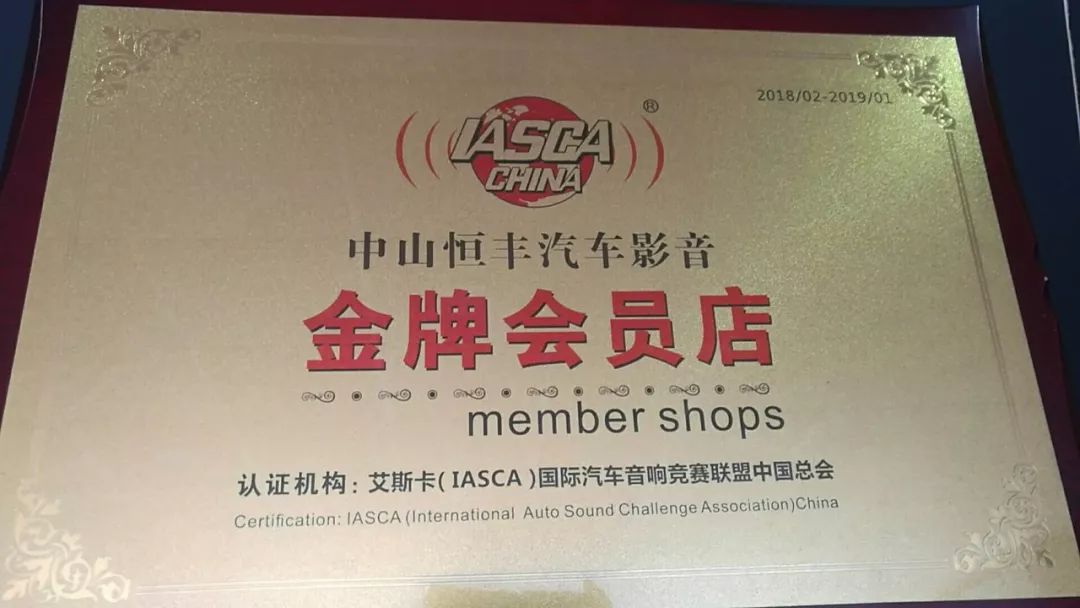 2018/02-2019/01
IASCA ®
CHINA
中山恒丰汽车影音
金牌会员店
member shops
认证机构：艾斯卡(IASCA)国际汽车音响竞赛联盟中国总会
Certification: IASCA (International Auto Sound Challenge Association)China